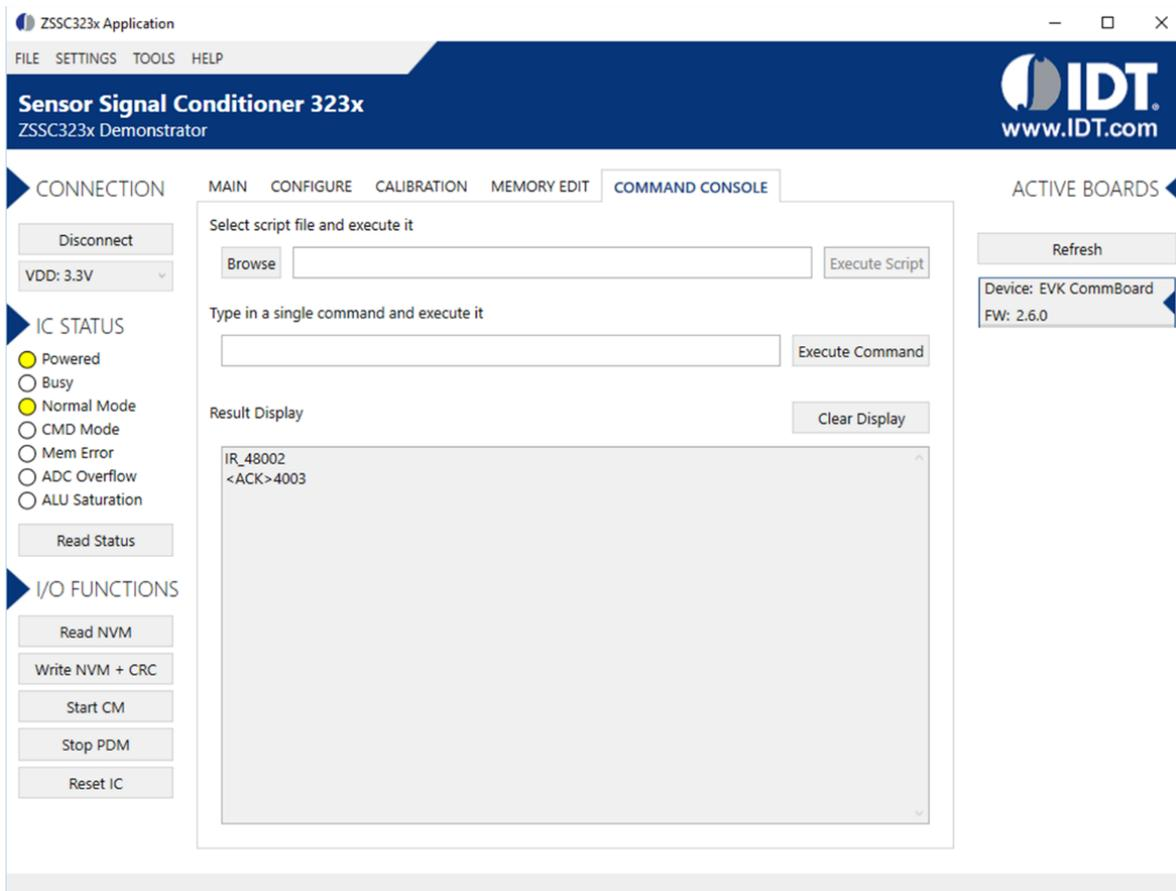 ZSSC323x Application
FILE SETTINGS TOOLS HELP
Sensor Signal Conditioner 323x
ZSSC323x Demonstrator
IDT.
www.IDT.com
CONNECTION
Disconnect
VDD: 3.3V
IC STATUS
Powered
Busy
Normal Mode
CMD Mode
Mem Error
ADC Overflow
ALU Saturation
Read Status
I/O FUNCTIONS
Read NVM
Write NVM + CRC
Start CM
Stop PDM
Reset IC
MAIN CONFIGURE CALIBRATION MEMORY EDIT COMMAND CONSOLE
Select script file and execute it
Browse Execute Script
Type in a single command and execute it
Execute Command
Result Display Clear Display
IR_48002
<ACK>4003
ACTIVE BOARDS
Refresh
Device: EVK CommBoard
FW: 2.6.0